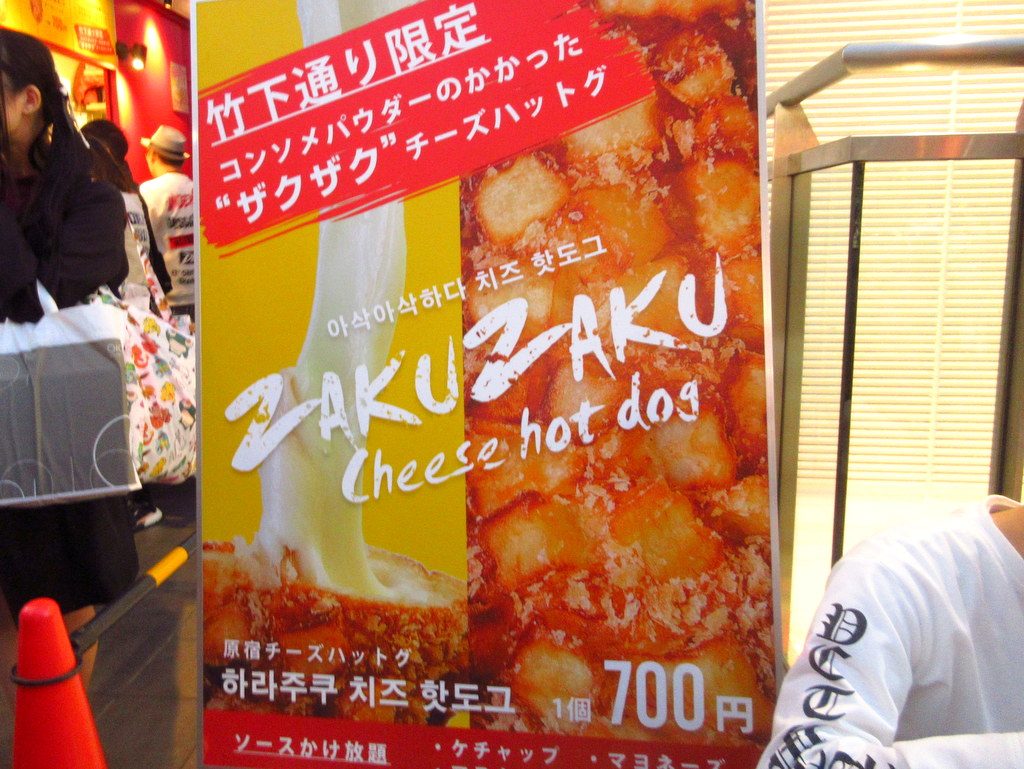 竹下通り限定
コンソメパウダーのかかった
“ザクザク”チーズハットグ
아삭아삭하다 치즈 핫도그
ZAKUZAKU
Cheese hot dog
原宿チーズハットグ
하라주쿠 치즈 핫도그
1個 700円
ソースかけ放題 ・ケチャップ ・マヨネーズ